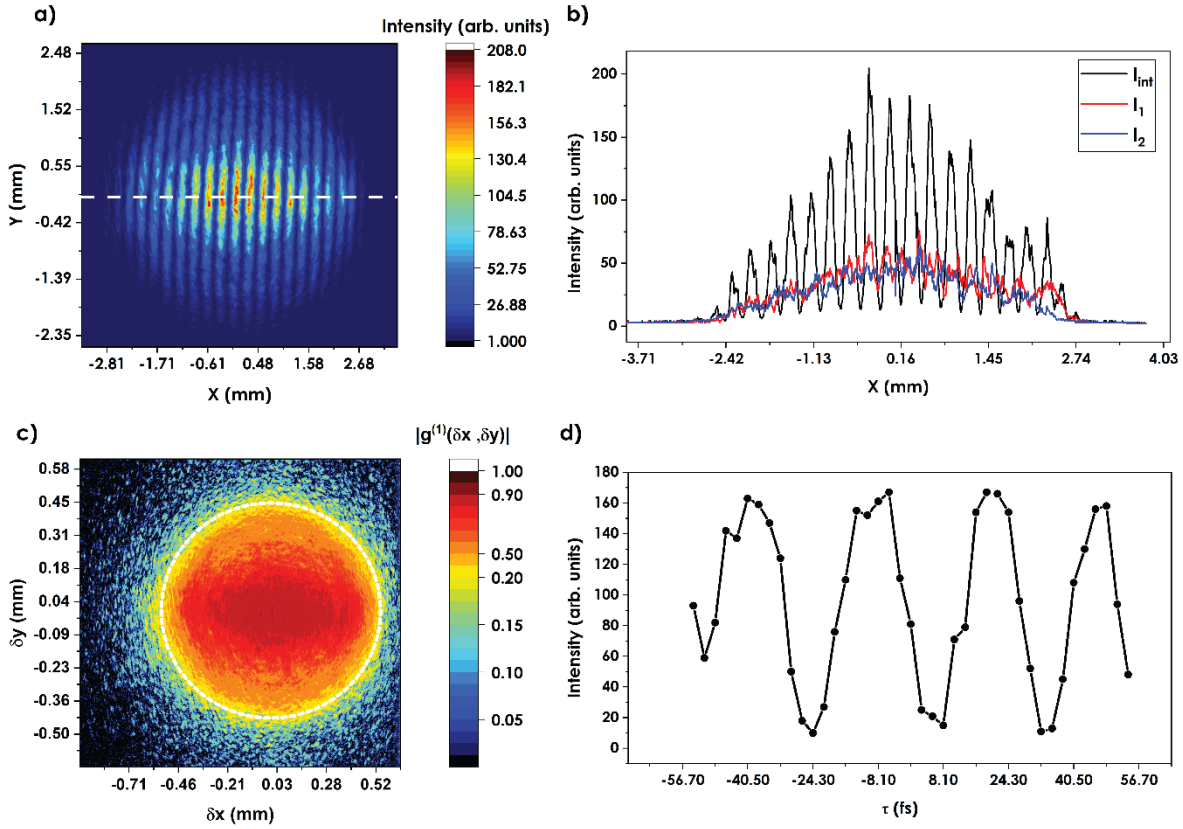 a)
Intensity (arb. units)
2.48
1.52
0.55
-0.42
-1.39
-2.35
Y (mm)
-2.81 -1.71 -0.61 0.48 1.58 2.68
X (mm)
208.0
182.1
156.3
130.4
104.5
78.63
52.75
26.88
1.000
b)
200
150
100
50
0
Intensity (arb. units)
-3.71 -2.42 -1.13 0.16 1.45 2.74 4.03
X (mm)
I_int
I_1
I_2
c)
|g^(1)(δx ,δy)|
0.58
0.45
0.31
0.18
0.04
-0.09
-0.23
-0.36
-0.50
δy (mm)
-0.71 -0.46 -0.21 0.03 0.28 0.52
δx (mm)
1.00
0.90
0.50
0.20
0.15
0.10
0.05
d)
180
160
140
120
100
80
60
40
20
0
Intensity (arb. units)
-56.70 -40.50 -24.30 -8.10 8.10 24.30 40.50 56.70
τ (fs)